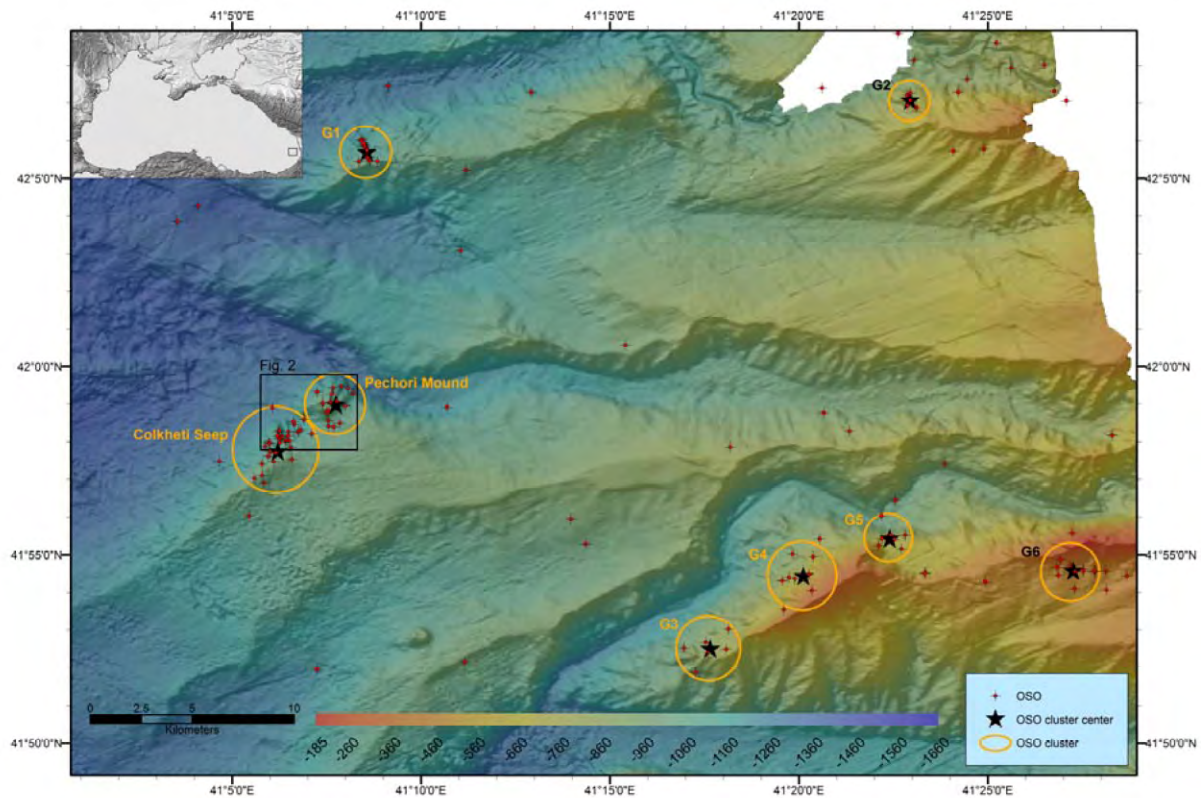 41°5'0"E 41°10'0"E 41°15'0"E 41°20'0"E 41°25'0"E
G2
G1
42°5'0"N 42°5'0"N
42°0'0"N 42°0'0"N
Fig. 2
Pechori Mound
Colkheti Seep
G5
41°55'0"N 41°55'0"N
G4 G6
G3
OSO
0 2.5 5 10
Kilometers
OSO cluster center
OSO cluster
-185 -260 -360 -460 -560 -660 -760 -860 -960 -1060 -1160 -1260 -1360 -1460 -1560 -1660
41°50'0"N 41°50'0"N
41°5'0"E 41°10'0"E 41°15'0"E 41°20'0"E 41°25'0"E